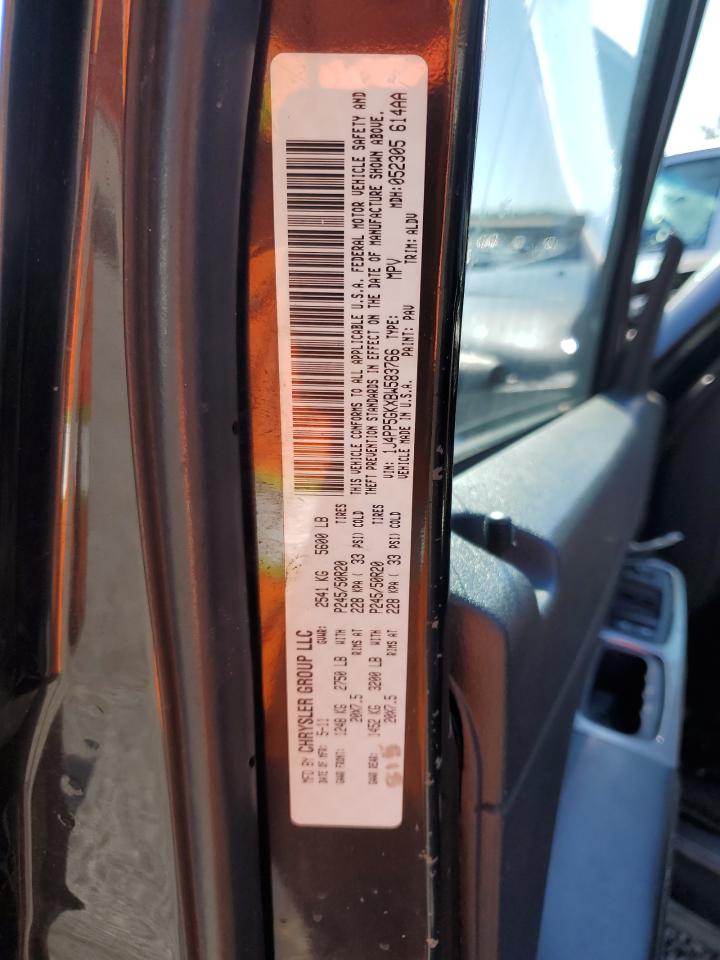 MFD BY CHRYSLER GROUP LLC
DATE OF MFR: 5-11 GVWR: 2541 KG 5600 LB
GAWR FRONT: 1248 KG 2750 LB WITH P245/50R20 TIRES
20X7.5 RIMS AT 228 KPA ( 33 PSI) COLD
GAWR REAR: 1452 KG 3200 LB WITH P245/50R20 TIRES
20X7.5 RIMS AT 228 KPA ( 33 PSI) COLD
THIS VEHICLE CONFORMS TO ALL APPLICABLE U.S.A. FEDERAL MOTOR VEHICLE SAFETY AND
THEFT PREVENTION STANDARDS IN EFFECT ON THE DATE OF MANUFACTURE SHOWN ABOVE.
VIN: 1J4PP5GKXBW583766 TYPE: MPV MDH:052305 614AA
VEHICLE MADE IN U.S.A. PAINT: PAV TRIM: ALDV